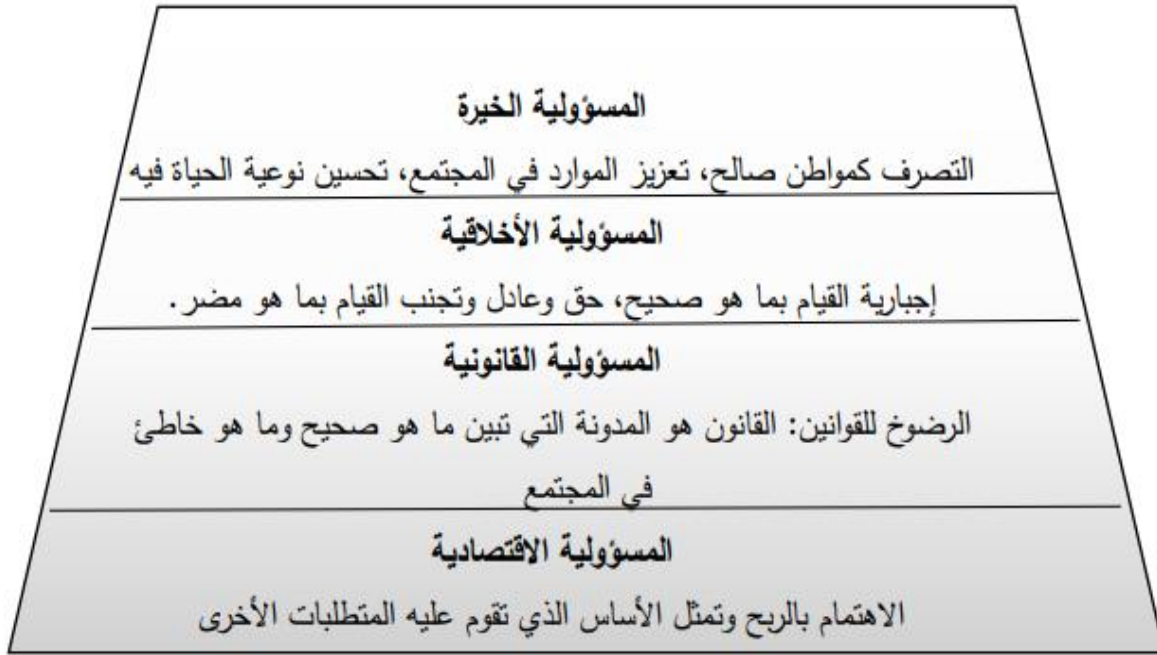 المسؤولية الخيرة
التصرف كمواطن صالح، تعزيز الموارد في المجتمع، تحسين نوعية الحياة فيه
المسؤولية الأخلاقية
إجبارية القيام بما هو صحيح، حق وعادل وتجنب القيام بما هو مضر.
المسؤولية القانونية
الرضوخ للقوانين: القانون هو المدونة التي تبين ما هو صحيح وما هو خاطئ
في المجتمع
المسؤولية الاقتصادية
الاهتمام بالربح وتمثل الأساس الذي تقوم عليه المتطلبات الأخرى